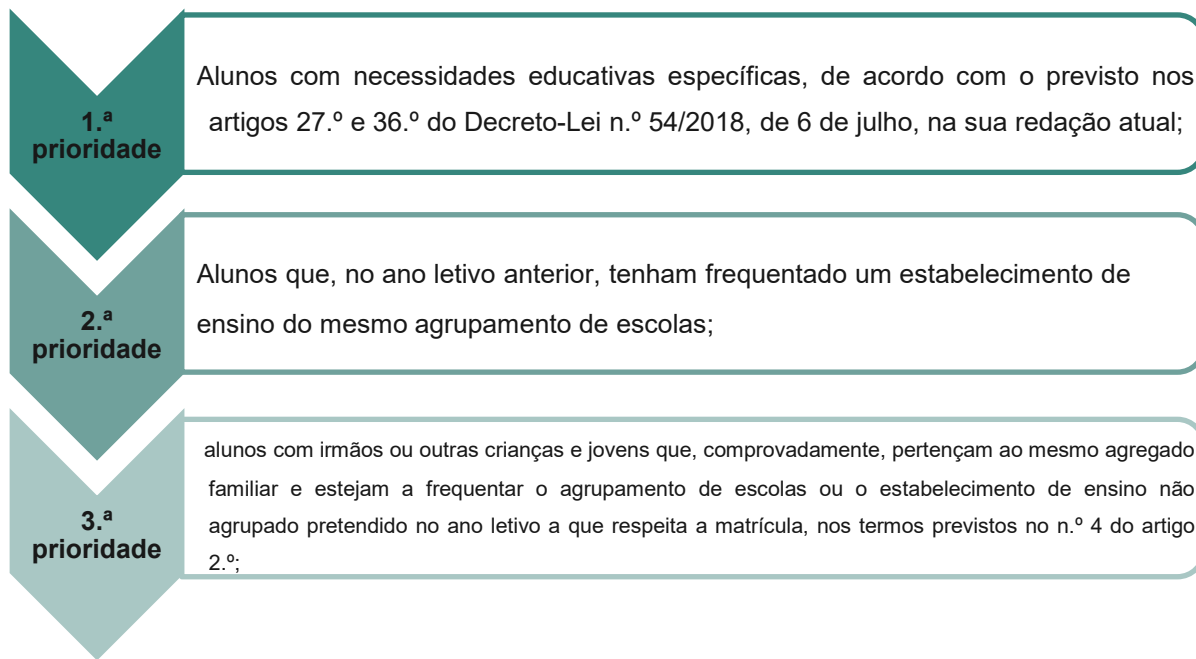 1.ª
prioridade
Alunos com necessidades educativas específicas, de acordo com o previsto nos
artigos 27.º e 36.º do Decreto-Lei n.º 54/2018, de 6 de julho, na sua redação atual;
2.ª
prioridade
Alunos que, no ano letivo anterior, tenham frequentado um estabelecimento de
ensino do mesmo agrupamento de escolas;
3.ª
prioridade
alunos com irmãos ou outras crianças e jovens que, comprovadamente, pertençam ao mesmo agregado
familiar e estejam a frequentar o agrupamento de escolas ou o estabelecimento de ensino não
agrupado pretendido no ano letivo a que respeita a matrícula, nos termos previstos no n.º 4 do artigo
2.º;